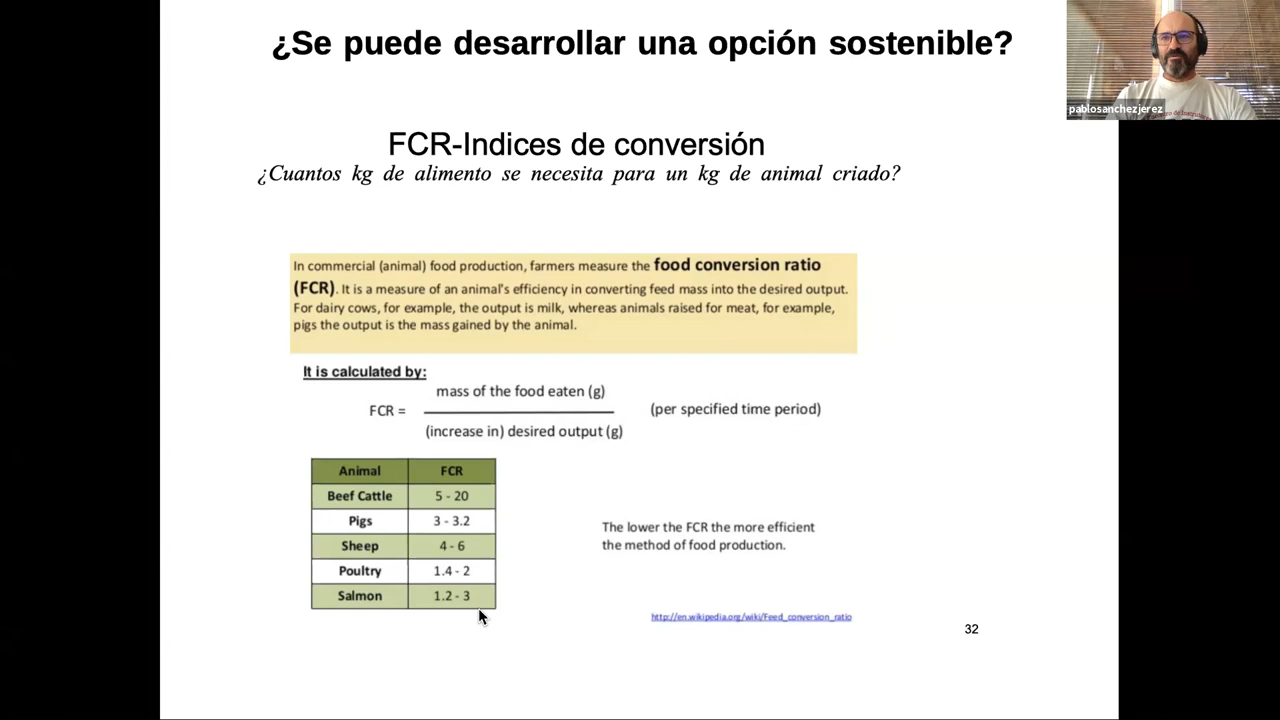 ¿Se puede desarrollar una opción sostenible?
pablosanchezjerez
FCR-Indices de conversión
¿Cuantos kg de alimento se necesita para un kg de animal criado?
In commercial (animal) food production, farmers measure the food conversion ratio
(FCR). It is a measure of an animal's efficiency in converting feed mass into the desired output.
For dairy cows, for example, the output is milk, whereas animals raised for meat, for example,
pigs the output is the mass gained by the animal.
It is calculated by:
mass of the food eaten (g)
FCR =
(per specified time period)
(increase in) desired output (g)
Animal FCR
Beef Cattle 5 - 20
Pigs 3 - 3.2
Sheep 4 - 6
Poultry 1.4 - 2
Salmon 1.2 - 3
The lower the FCR the more efficient
the method of food production.
http://en.wikipedia.org/wiki/Feed_conversion_ratio
32